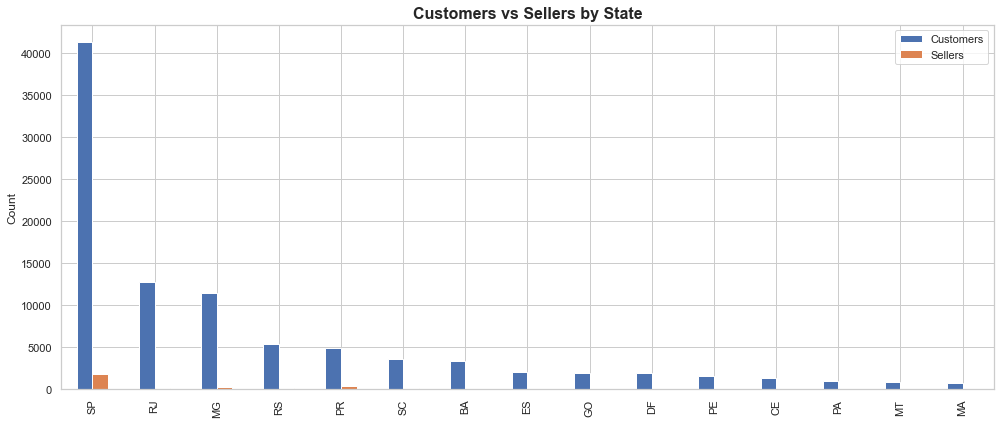 Customers vs Sellers by State
Customers
Sellers
Count
40000
35000
30000
25000
20000
15000
10000
5000
0
SP
RJ
MG
RS
PR
SC
BA
ES
GO
DF
PE
CE
PA
MT
MA